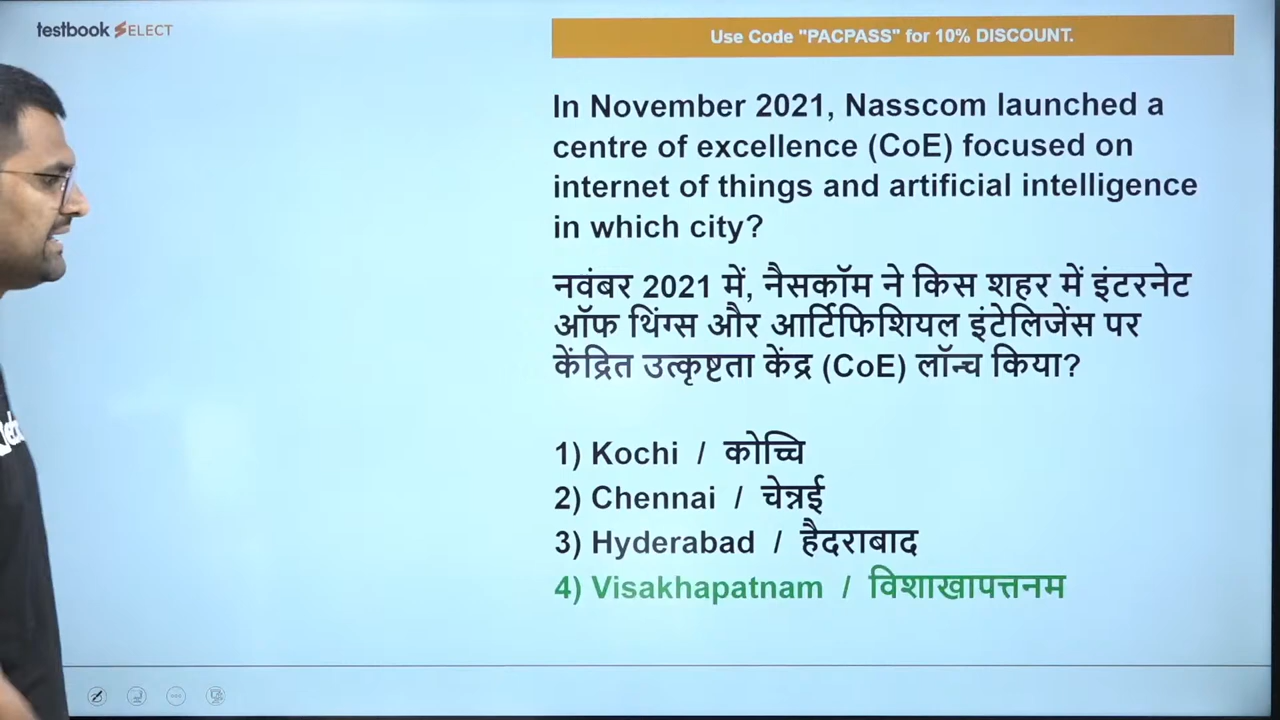 testbook SELECT
Use Code "PACPASS" for 10% DISCOUNT.
In November 2021, Nasscom launched a
centre of excellence (CoE) focused on
internet of things and artificial intelligence
in which city?
नवंबर 2021 में, नैसकॉम ने किस शहर में इंटरनेट
ऑफ थिंग्स और आर्टिफिशियल इंटेलिजेंस पर
केंद्रित उत्कृष्टता केंद्र (CoE) लॉन्च किया?
1) Kochi / कोच्चि
2) Chennai / चेन्नई
3) Hyderabad / हैदराबाद
4) Visakhapatnam / विशाखापत्तनम